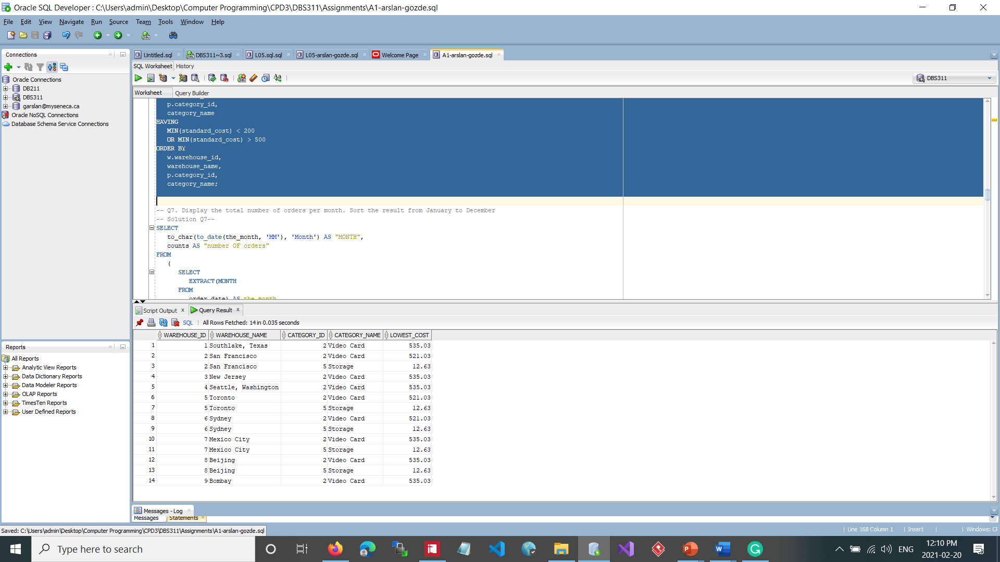 Oracle SQL Developer : C:\Users\admin\Desktop\Computer Programming\CPD3\DBS311\Assignments\A1-arslan-gozde.sql
File Edit View Navigate Run Source Team Tools Window Help
Connections
Oracle Connections
DB211
DBS311
garslan@myseneca.ca
Oracle NoSQL Connections
Database Schema Service Connections
Reports
All Reports
Analytic View Reports
Data Dictionary Reports
Data Modeler Reports
OLAP Reports
TimesTen Reports
User Defined Reports
Untitled.sql DBS311~3.sql L05.sql.sql L05-arslan-gozde.sql Welcome Page A1-arslan-gozde.sql
SQL Worksheet History
DBS311
Worksheet Query Builder
p.category_id,
category_name
HAVING
MIN(standard_cost) < 200
OR MIN(standard_cost) > 500
ORDER BY
w.warehouse_id,
warehouse_name,
p.category_id,
category_name;
-- Q7. Display the total number of orders per month. Sort the result from January to December
-- Solution Q7--
SELECT
to_char(to_date(the_month, 'MM'), 'Month') AS "MONTH",
counts AS "number OF orders"
FROM
(
SELECT
EXTRACT(MONTH
FROM
order_date) AS the_month
Script Output Query Result
SQL All Rows Fetched: 14 in 0.035 seconds
WAREHOUSE_ID WAREHOUSE_NAME CATEGORY_ID CATEGORY_NAME LOWEST_COST
1 1 Southlake, Texas 2 Video Card 535.03
2 2 San Francisco 2 Video Card 521.03
3 2 San Francisco 5 Storage 12.63
4 3 New Jersey 2 Video Card 535.03
5 4 Seattle, Washington 2 Video Card 535.03
6 5 Toronto 2 Video Card 521.03
7 5 Toronto 5 Storage 12.63
8 6 Sydney 2 Video Card 521.03
9 6 Sydney 5 Storage 12.63
10 7 Mexico City 2 Video Card 535.03
11 7 Mexico City 5 Storage 12.63
12 8 Beijing 2 Video Card 535.03
13 8 Beijing 5 Storage 12.63
14 9 Bombay 2 Video Card 535.03
Messages - Log
Messages Statements
Saved: C:\Users\admin\Desktop\Computer Programming\CPD3\DBS311\Assignments\A1-arslan-gozde.sql
Line 168 Column 1 Insert Windows:
Type here to search
ENG
12:10 PM
2021-02-20